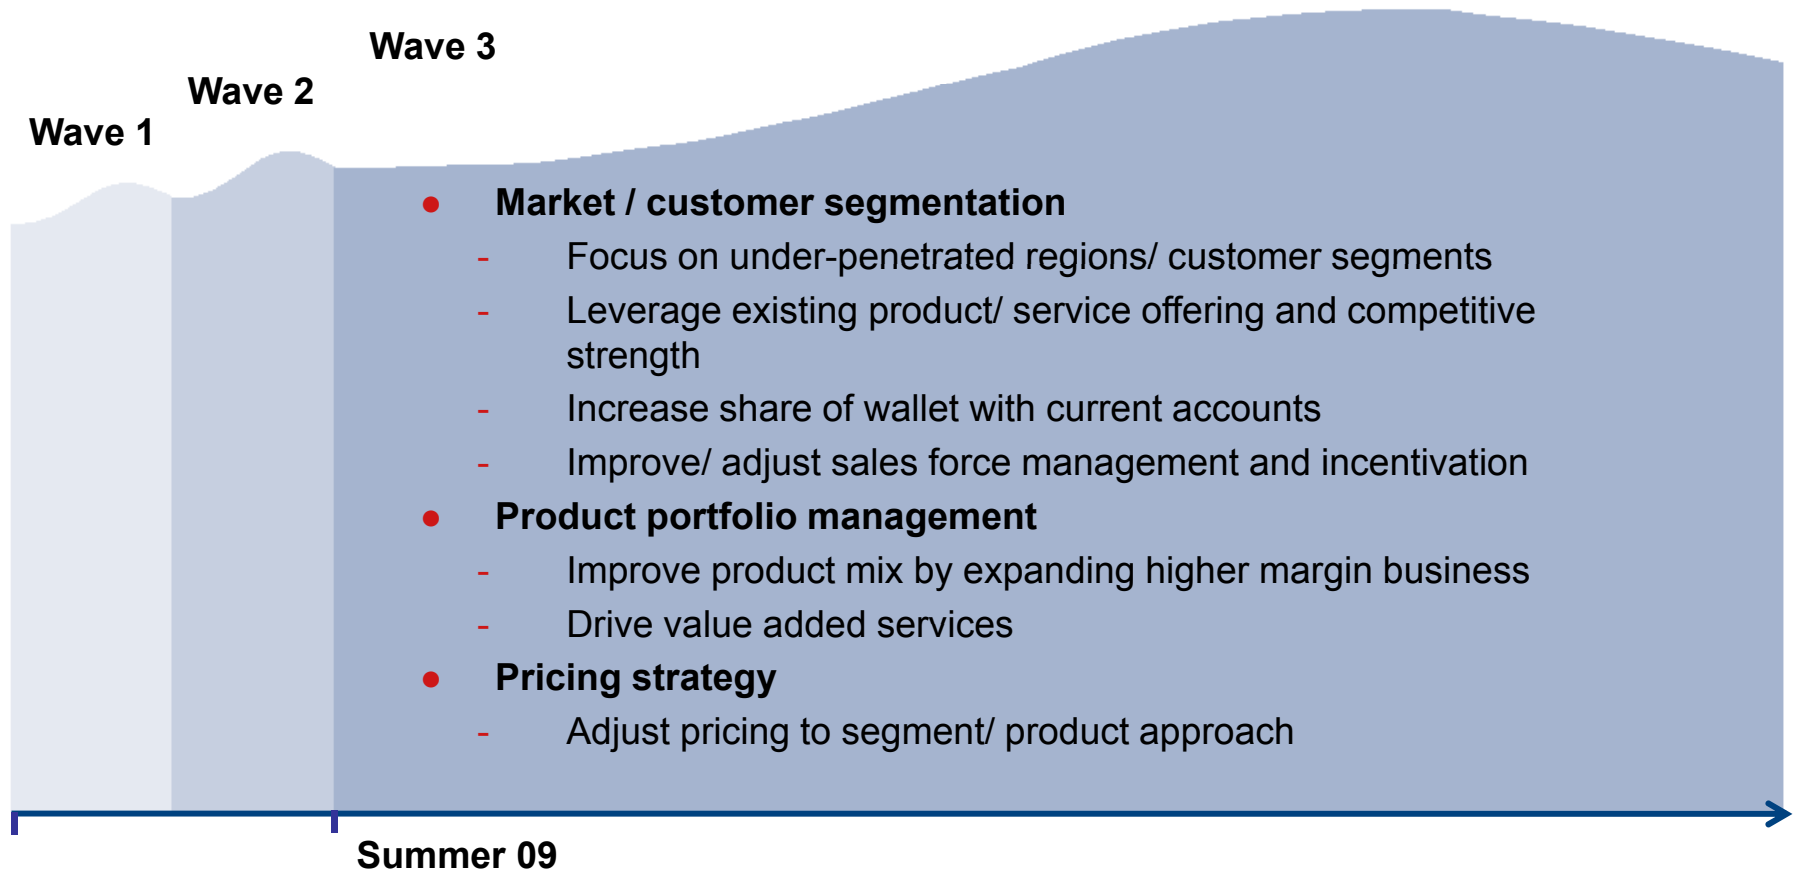 Wave 3
Wave 2
Wave 1
● Market / customer segmentation
- Focus on under-penetrated regions/ customer segments
- Leverage existing product/ service offering and competitive
strength
- Increase share of wallet with current accounts
- Improve/ adjust sales force management and incentivation
● Product portfolio management
- Improve product mix by expanding higher margin business
- Drive value added services
● Pricing strategy
- Adjust pricing to segment/ product approach
Summer 09